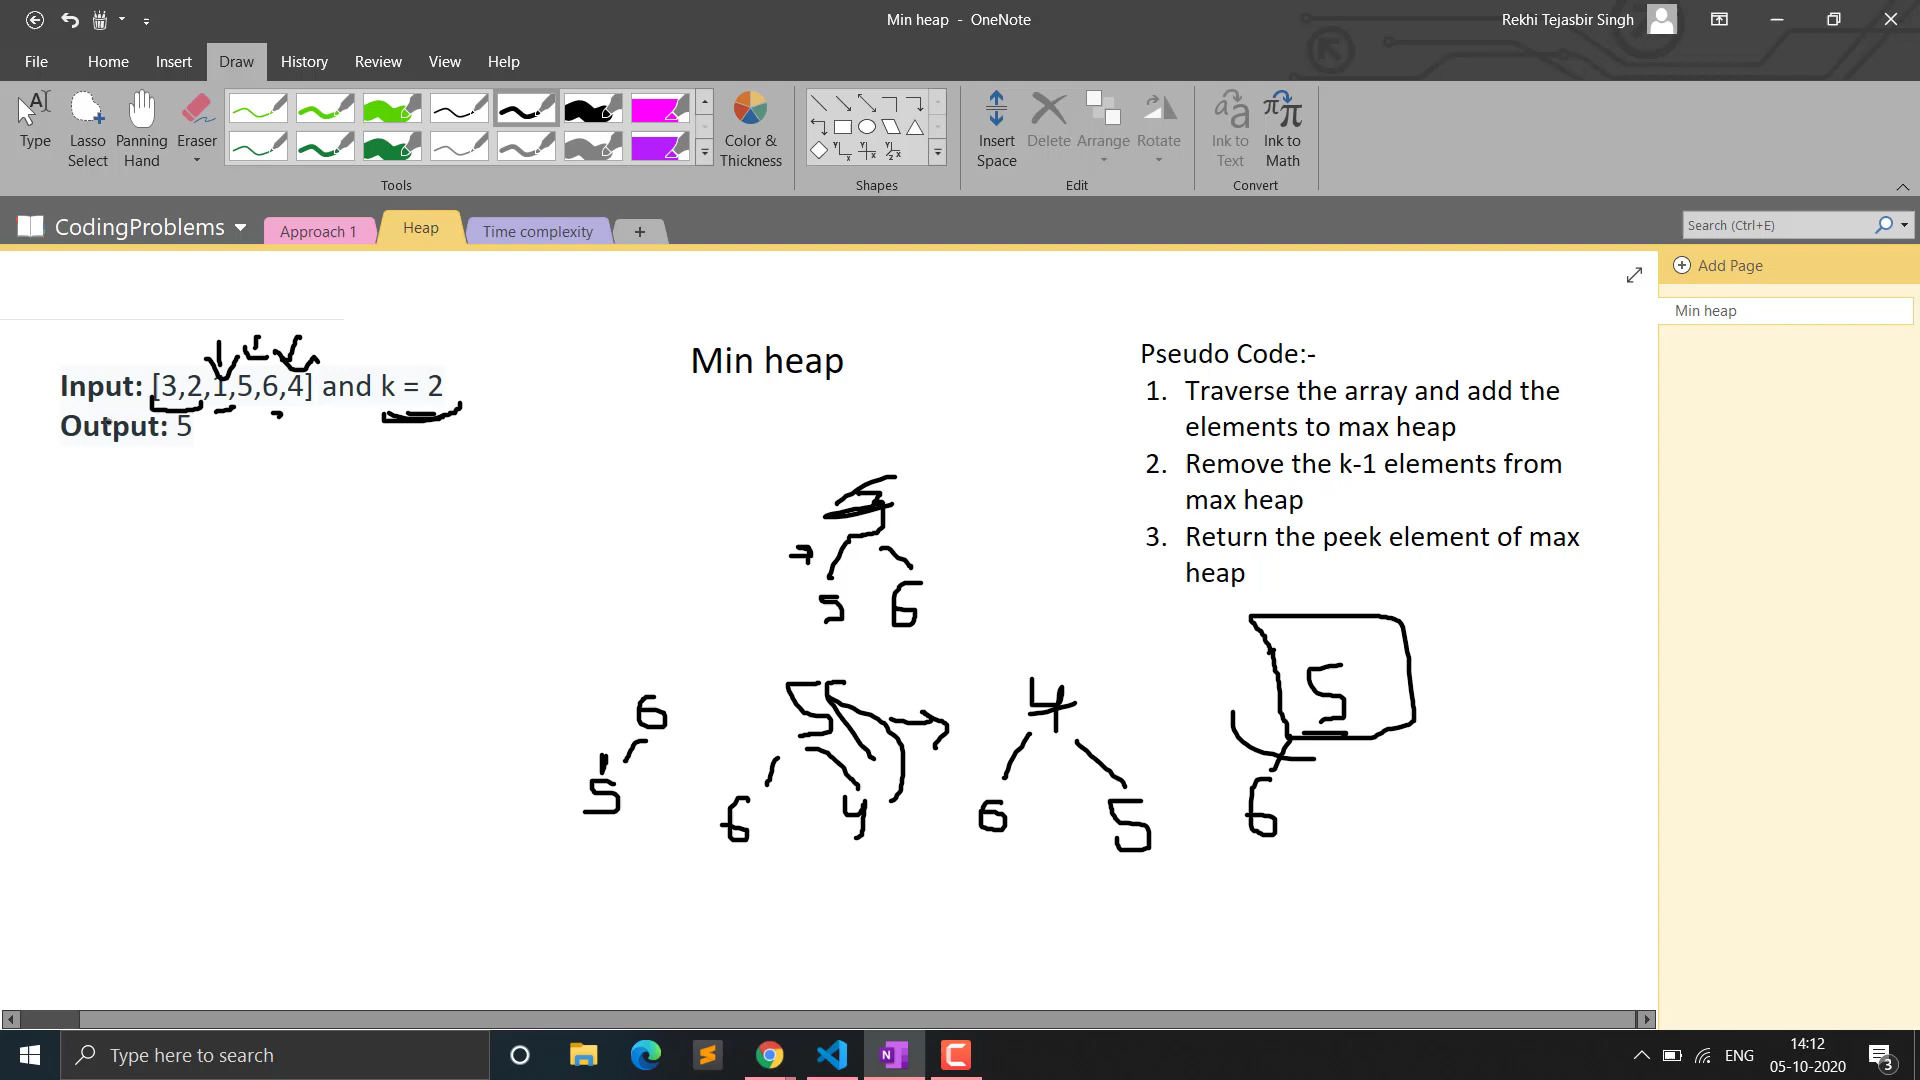 Min heap - OneNote
Rekhi Tejasbir Singh
File Home Insert Draw History Review View Help
Type
Lasso Select
Panning Hand
Eraser
Color & Thickness
Insert Space
Delete
Arrange
Rotate
Ink to Text
Ink to Math
Tools
Shapes
Edit
Convert
CodingProblems
Approach 1
Heap
Time complexity
Search (Ctrl+E)
Add Page
Min heap
Input: [3,2,1,5,6,4] and k = 2
Output: 5
Min heap
Pseudo Code:-
1. Traverse the array and add the
elements to max heap
2. Remove the k-1 elements from
max heap
3. Return the peek element of max
heap
5 6
6
5
5
6 4
4
6 5
5
6
Type here to search
ENG
14:12
05-10-2020
3